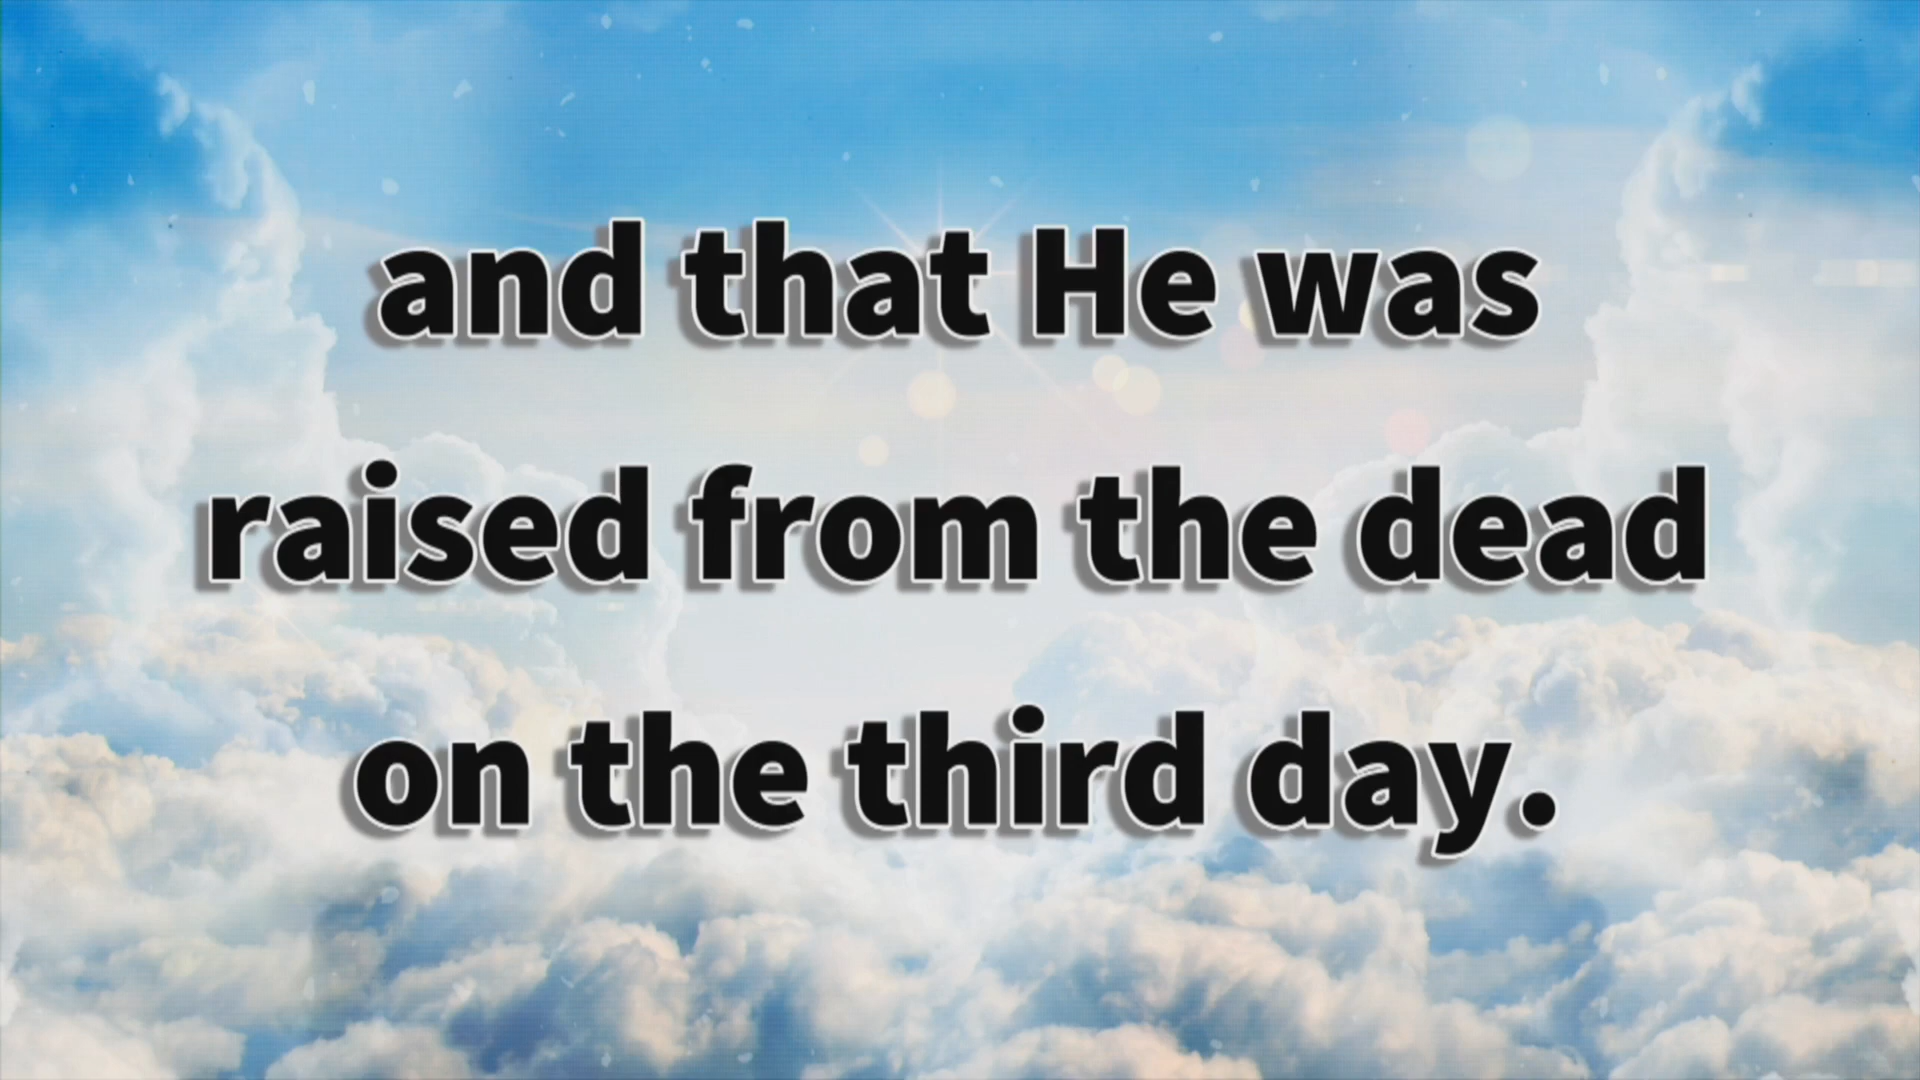 and that He was
raised from the dead
on the third day.